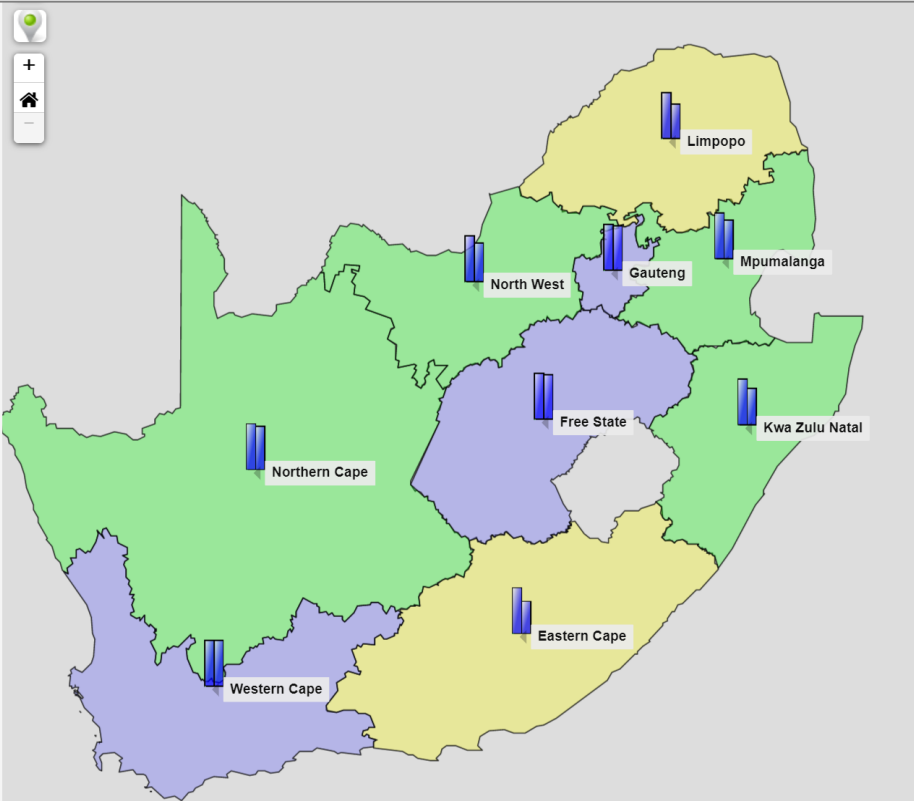 +
−
Limpopo
Mpumalanga
Gauteng
North West
Free State
Kwa Zulu Natal
Northern Cape
Eastern Cape
Western Cape